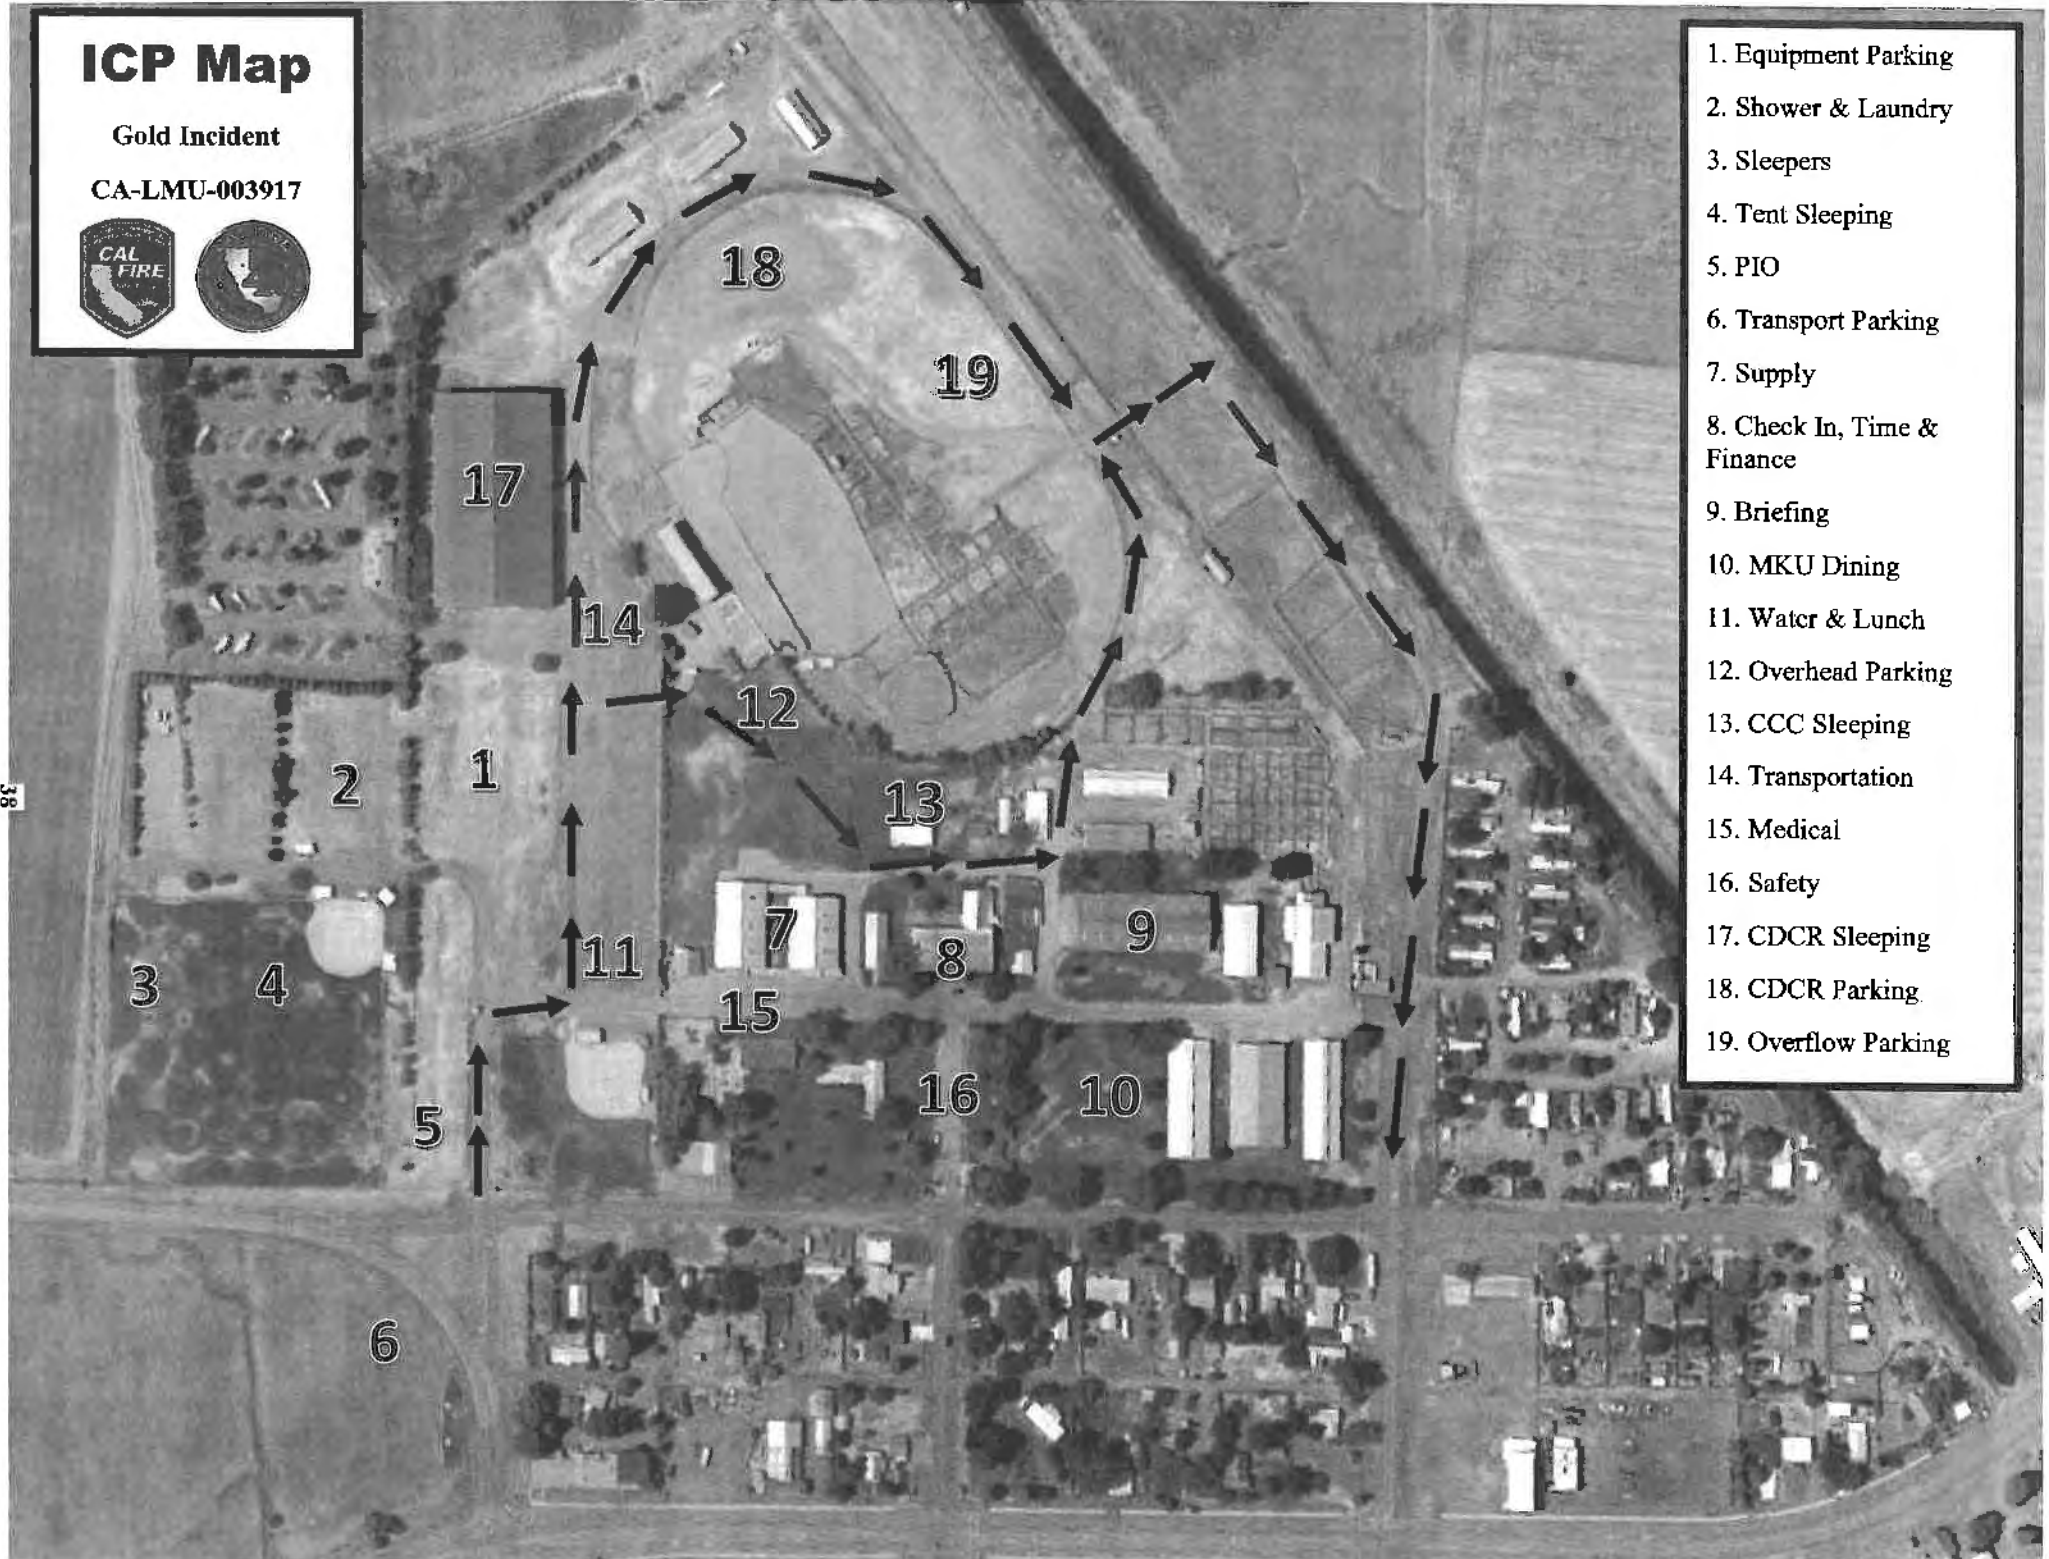 ICP Map
Gold Incident
CA-LMU-003917
CAL
FIRE
1. Equipment Parking
2. Shower & Laundry
3. Sleepers
4. Tent Sleeping
5. PIO
6. Transport Parking
7. Supply
8. Check In, Time &
Finance
9. Briefing
10. MKU Dining
11. Water & Lunch
12. Overhead Parking
13. CCC Sleeping
14. Transportation
15. Medical
16. Safety
17. CDCR Sleeping
18. CDCR Parking
19. Overflow Parking
18
19
17
14
12
1
2
13
7
8
9
11
3
4
15
16
10
5
6
38